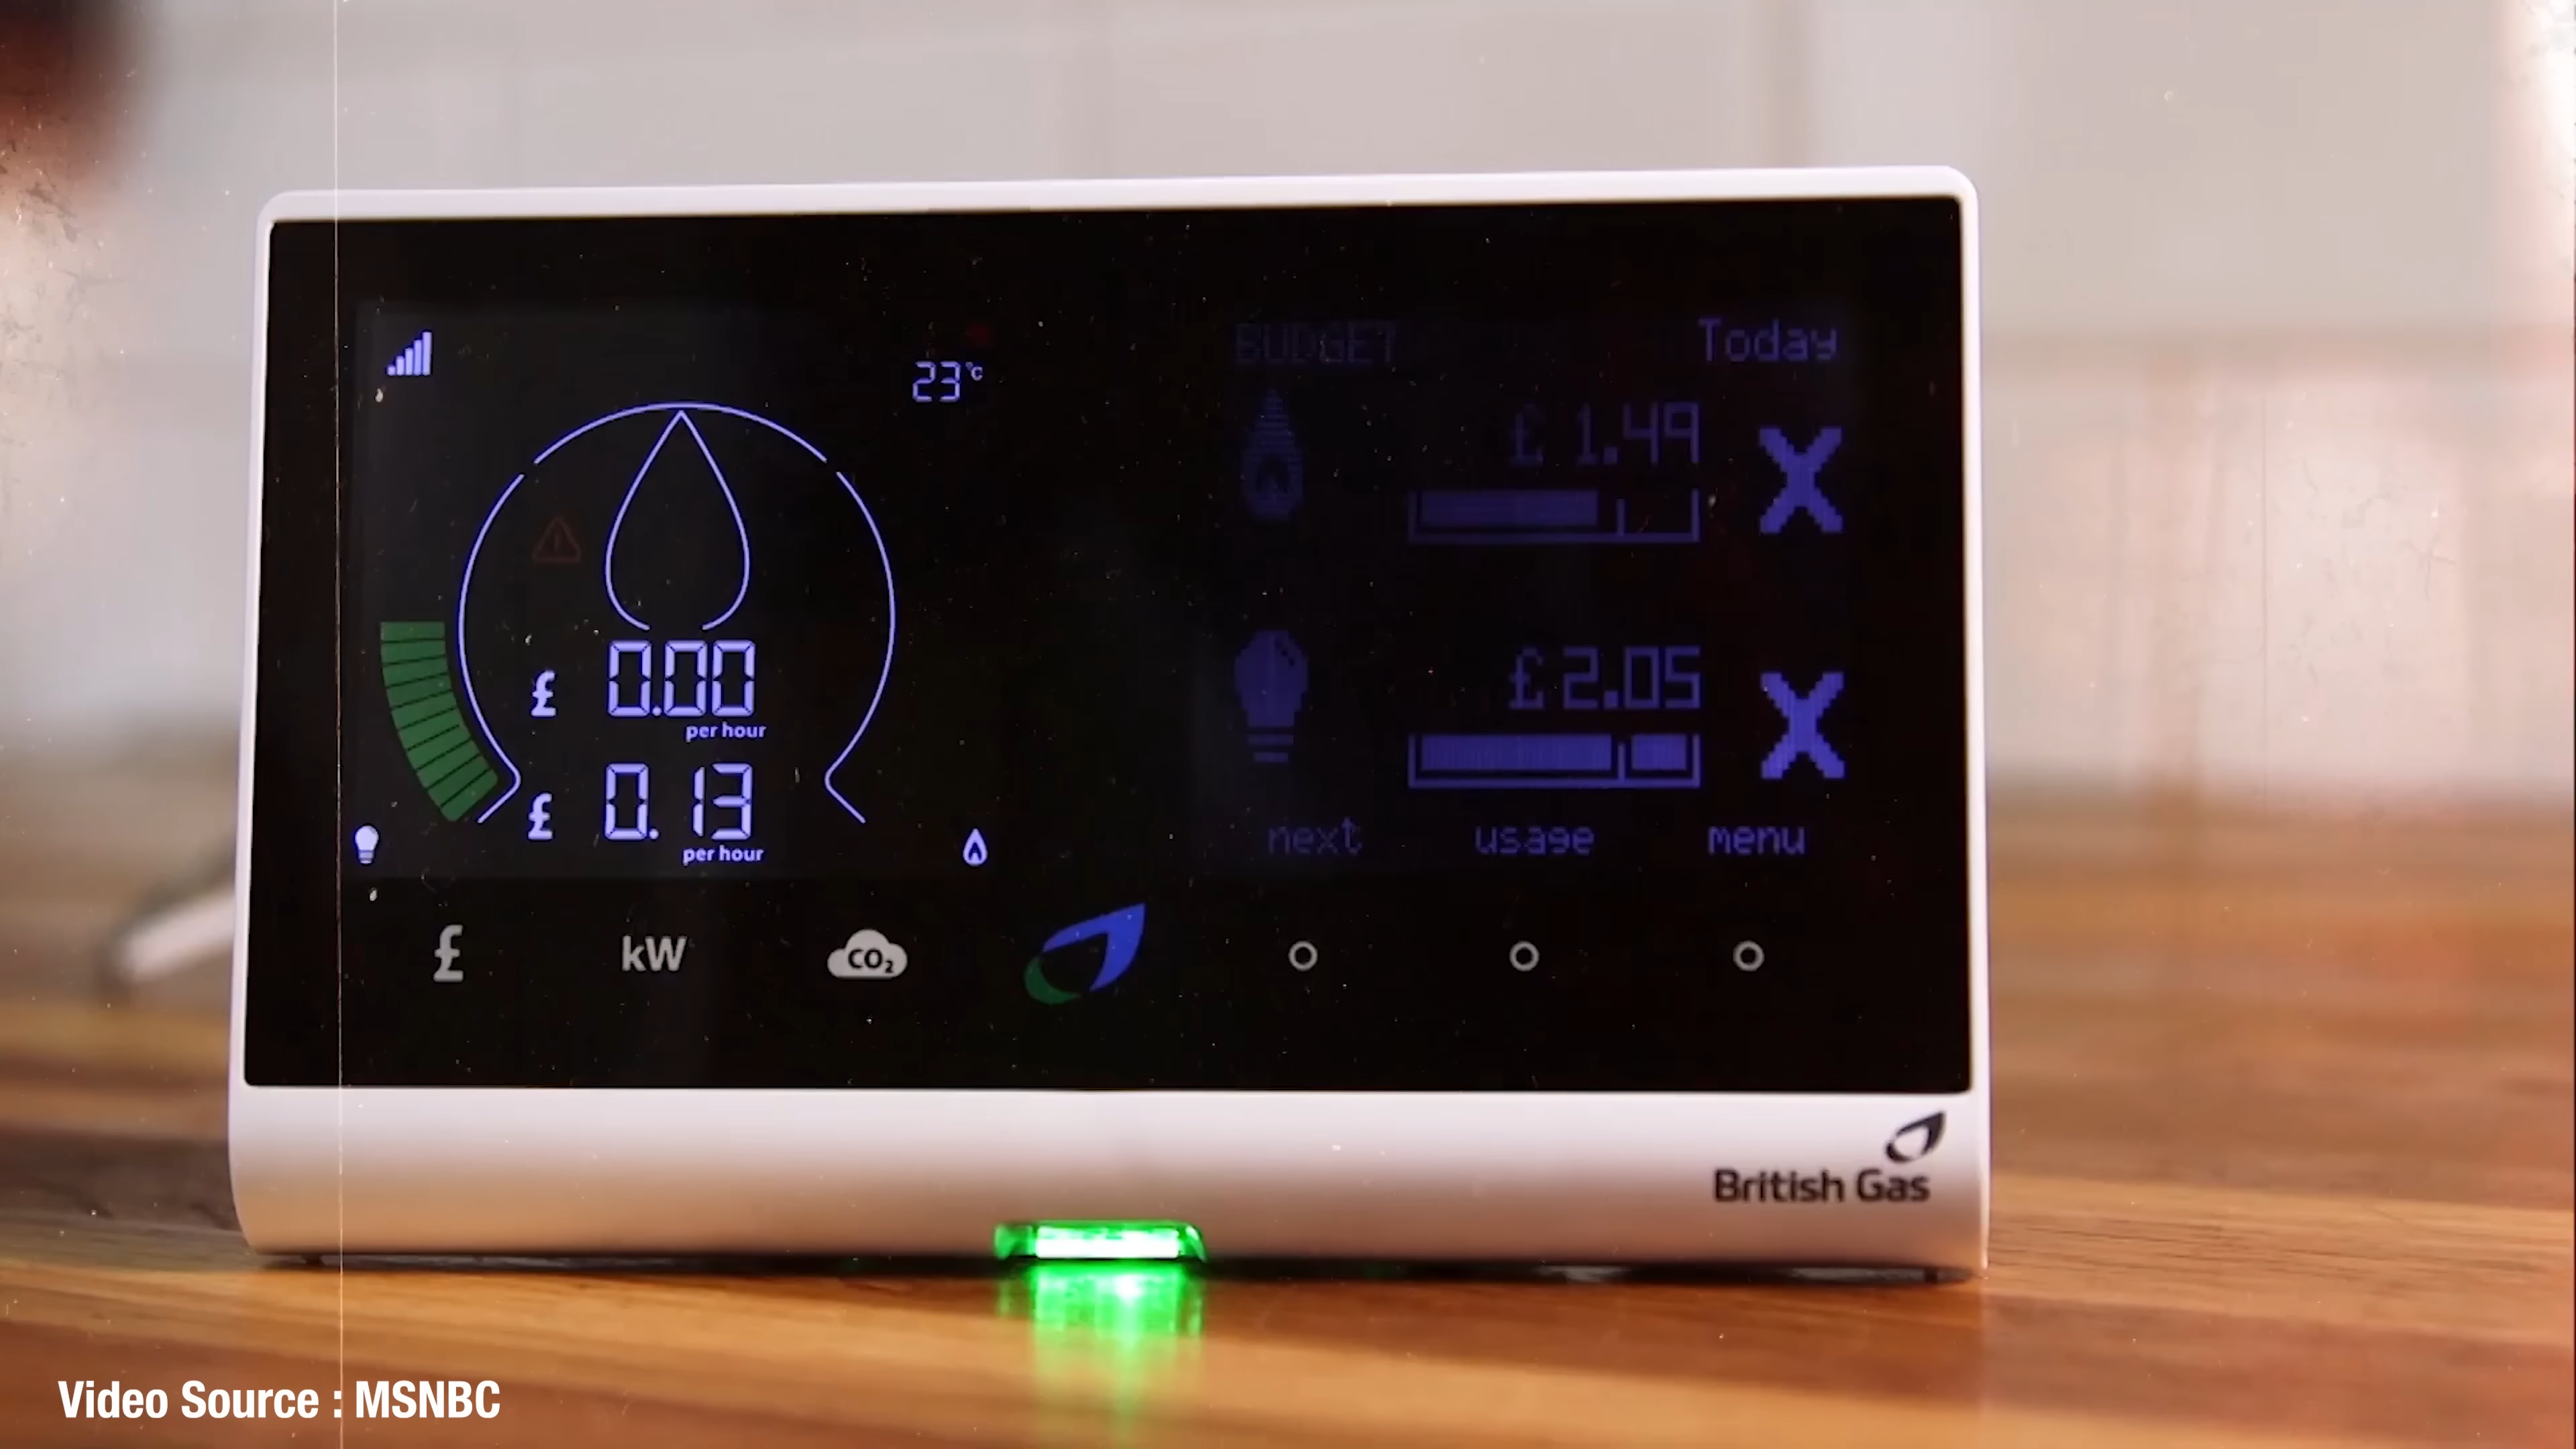 23°C
£ 0.00
per hour
£ 0.13
per hour
BUDGET Today
£ 1.49
£ 2.05
next usage menu
£ kW CO₂
British Gas
Video Source : MSNBC